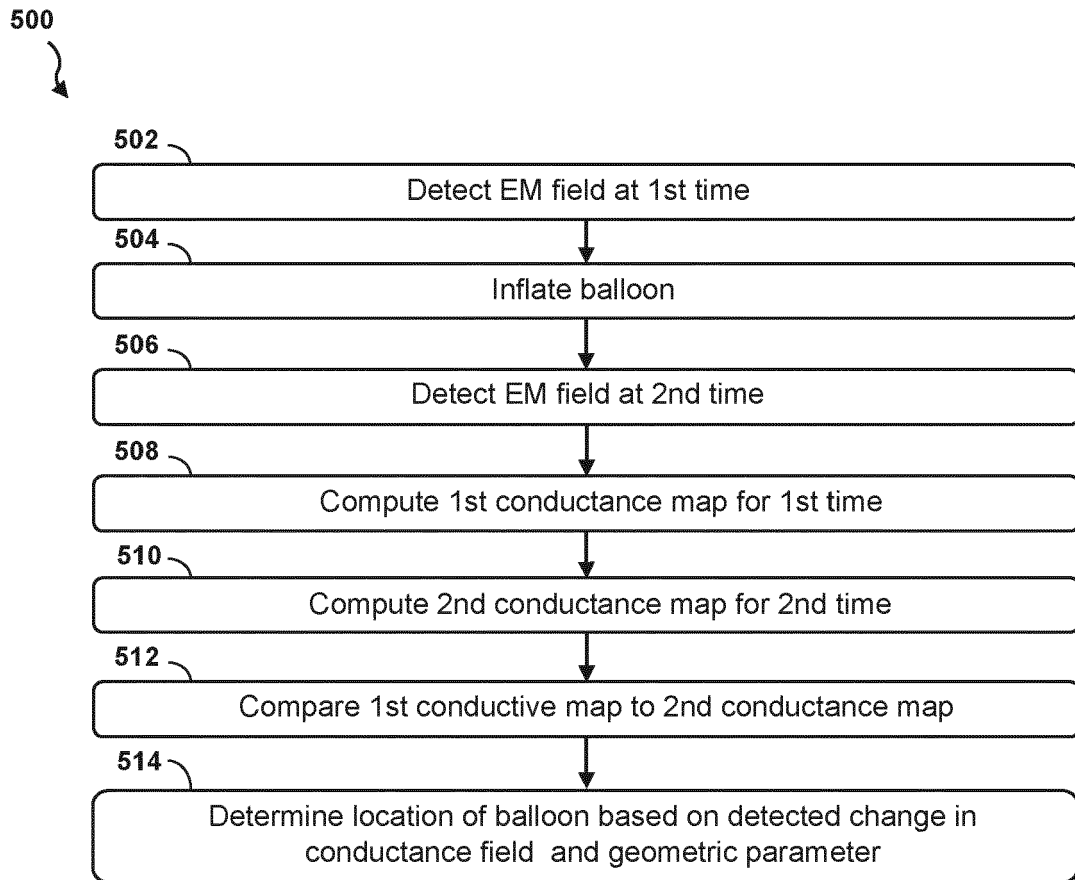 500
502
Detect EM field at 1st time
504
Inflate balloon
506
Detect EM field at 2nd time
508
Compute 1st conductance map for 1st time
510
Compute 2nd conductance map for 2nd time
512
Compare 1st conductive map to 2nd conductance map
514
Determine location of balloon based on detected change in
conductance field and geometric parameter